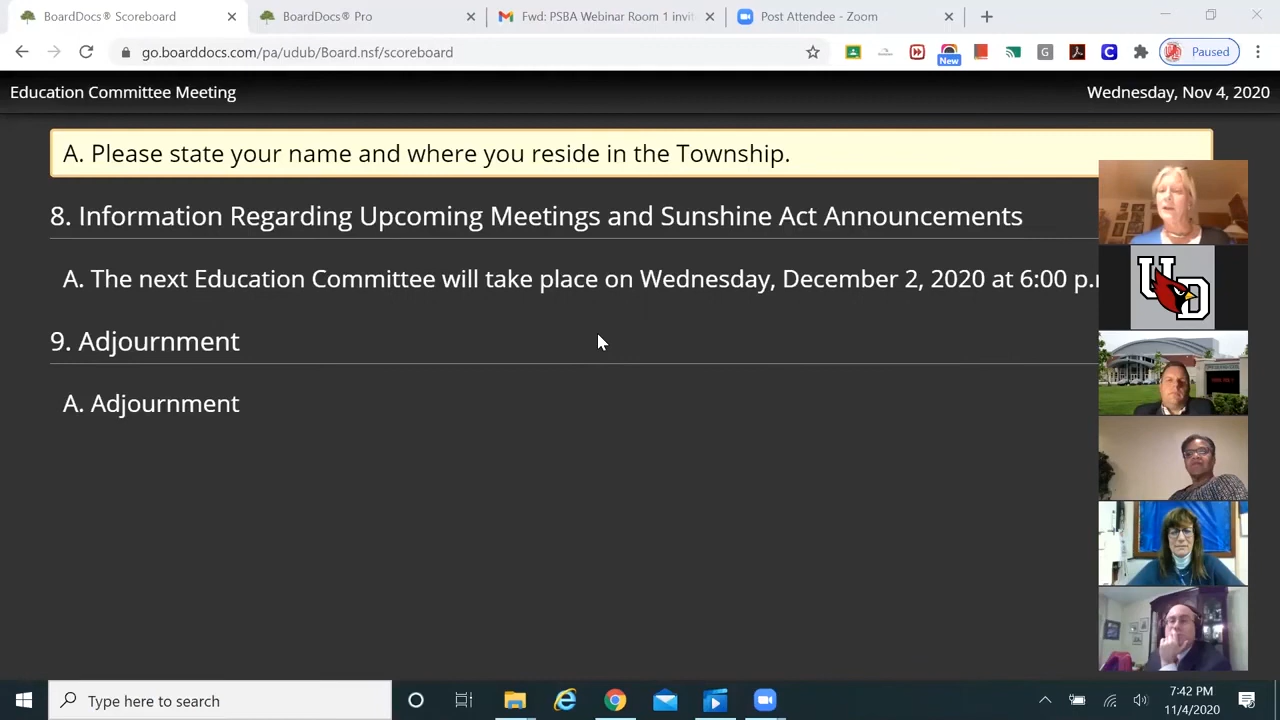 BoardDocs® Scoreboard
BoardDocs® Pro
Fwd: PSBA Webinar Room 1 invit
Post Attendee - Zoom
go.boarddocs.com/pa/udub/Board.nsf/scoreboard
New
G
C
Paused
Education Committee Meeting
Wednesday, Nov 4, 2020
A. Please state your name and where you reside in the Township.
8. Information Regarding Upcoming Meetings and Sunshine Act Announcements
A. The next Education Committee will take place on Wednesday, December 2, 2020 at 6:00 p.
UD
9. Adjournment
A. Adjournment
Type here to search
7:42 PM
11/4/2020